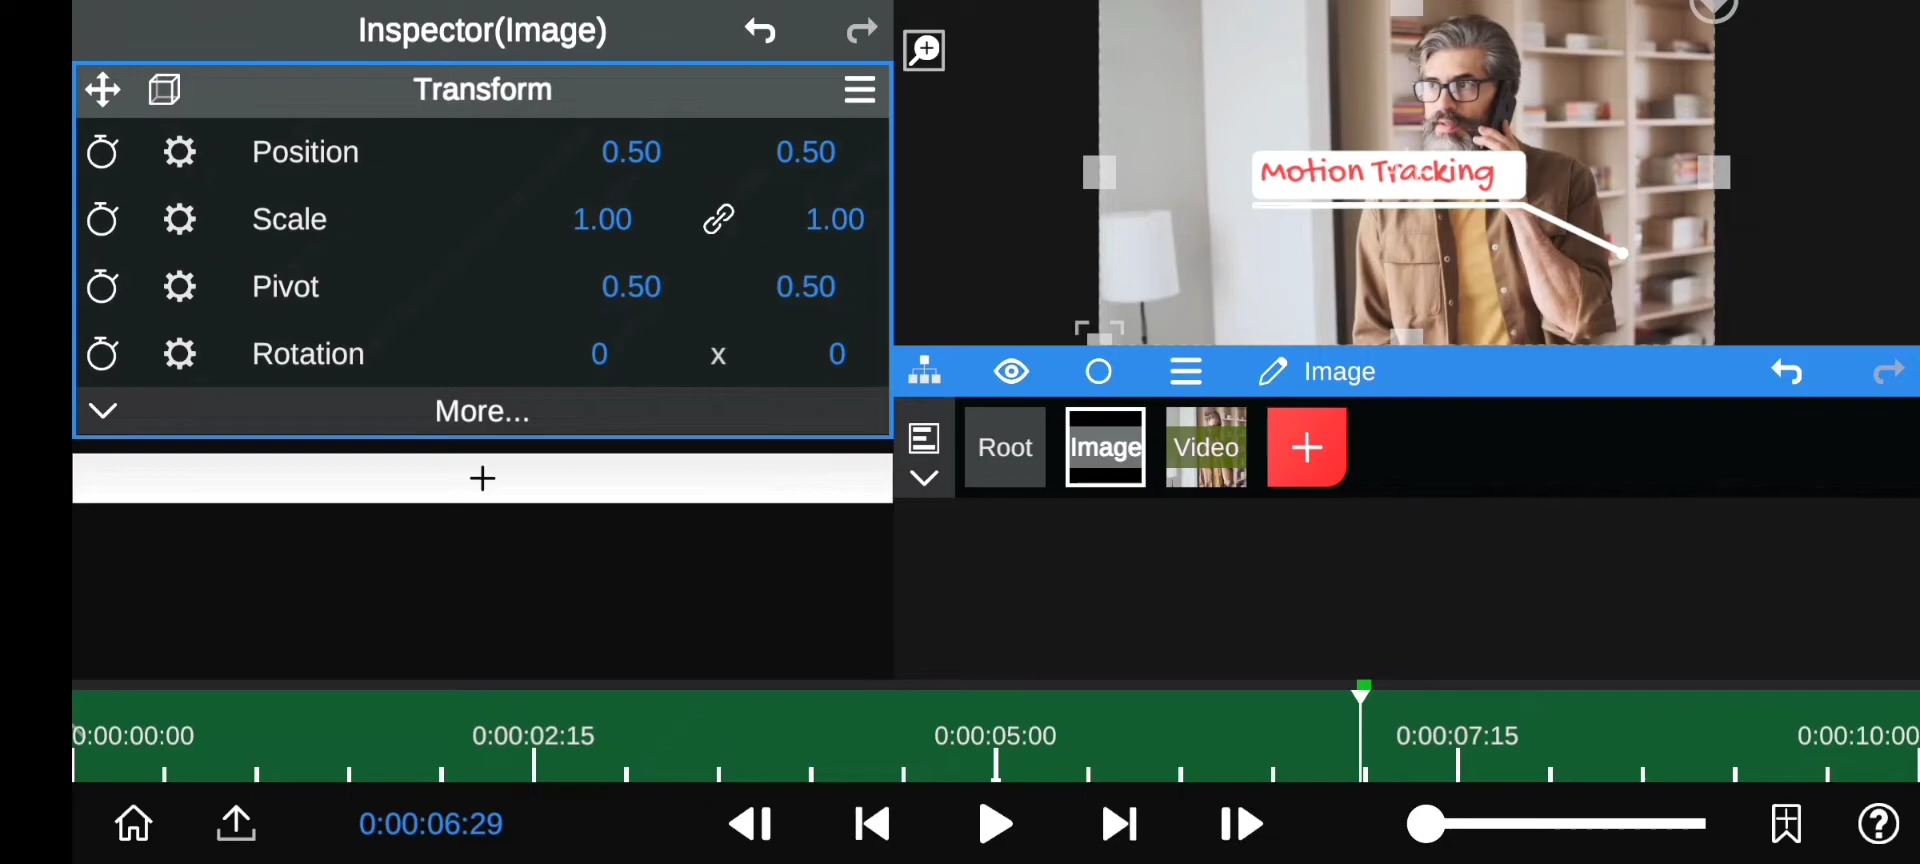 Inspector(Image)
Transform
Position 0.50 0.50
Scale 1.00 1.00
Pivot 0.50 0.50
Rotation 0 x 0
More...
Motion Tracking
Image
Root Image Video
0:00:00:00 0:00:02:15 0:00:05:00 0:00:07:15 0:00:10:00
0:00:06:29